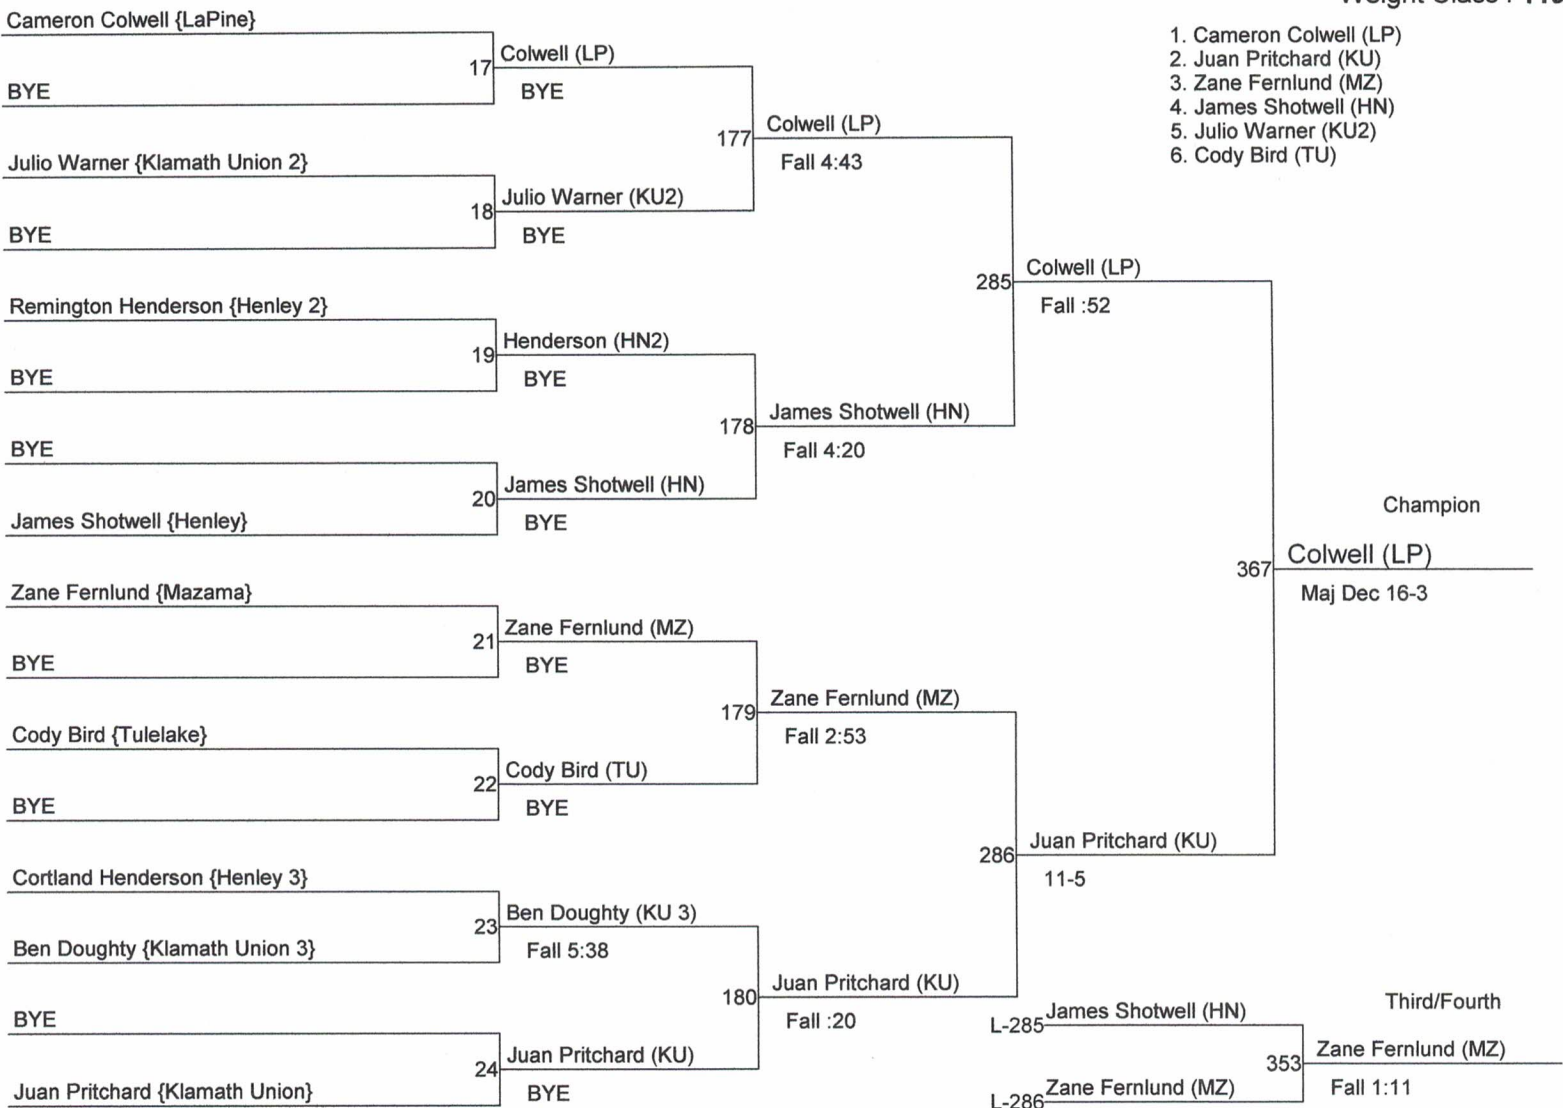 Cameron Colwell {LaPine}
17
BYE
Colwell (LP)
BYE
177
Julio Warner {Klamath Union 2}
18
BYE
Julio Warner (KU2)
BYE
Colwell (LP)
Fall 4:43
285
Remington Henderson {Henley 2}
19
BYE
Henderson (HN2)
BYE
178
BYE
20
James Shotwell {Henley}
James Shotwell (HN)
BYE
James Shotwell (HN)
Fall 4:20
Colwell (LP)
Fall :52
367
Zane Fernlund {Mazama}
21
BYE
Zane Fernlund (MZ)
BYE
179
Cody Bird {Tulelake}
22
BYE
Cody Bird (TU)
BYE
Zane Fernlund (MZ)
Fall 2:53
286
Cortland Henderson {Henley 3}
23
Ben Doughty {Klamath Union 3}
Ben Doughty (KU 3)
Fall 5:38
180
BYE
24
Juan Pritchard {Klamath Union}
Juan Pritchard (KU)
BYE
Juan Pritchard (KU)
Fall :20
Juan Pritchard (KU)
11-5
Champion
Colwell (LP)
Maj Dec 16-3
1. Cameron Colwell (LP)
2. Juan Pritchard (KU)
3. Zane Fernlund (MZ)
4. James Shotwell (HN)
5. Julio Warner (KU2)
6. Cody Bird (TU)
Third/Fourth
L-285
James Shotwell (HN)
353
L-286
Zane Fernlund (MZ)
Zane Fernlund (MZ)
Fall 1:11